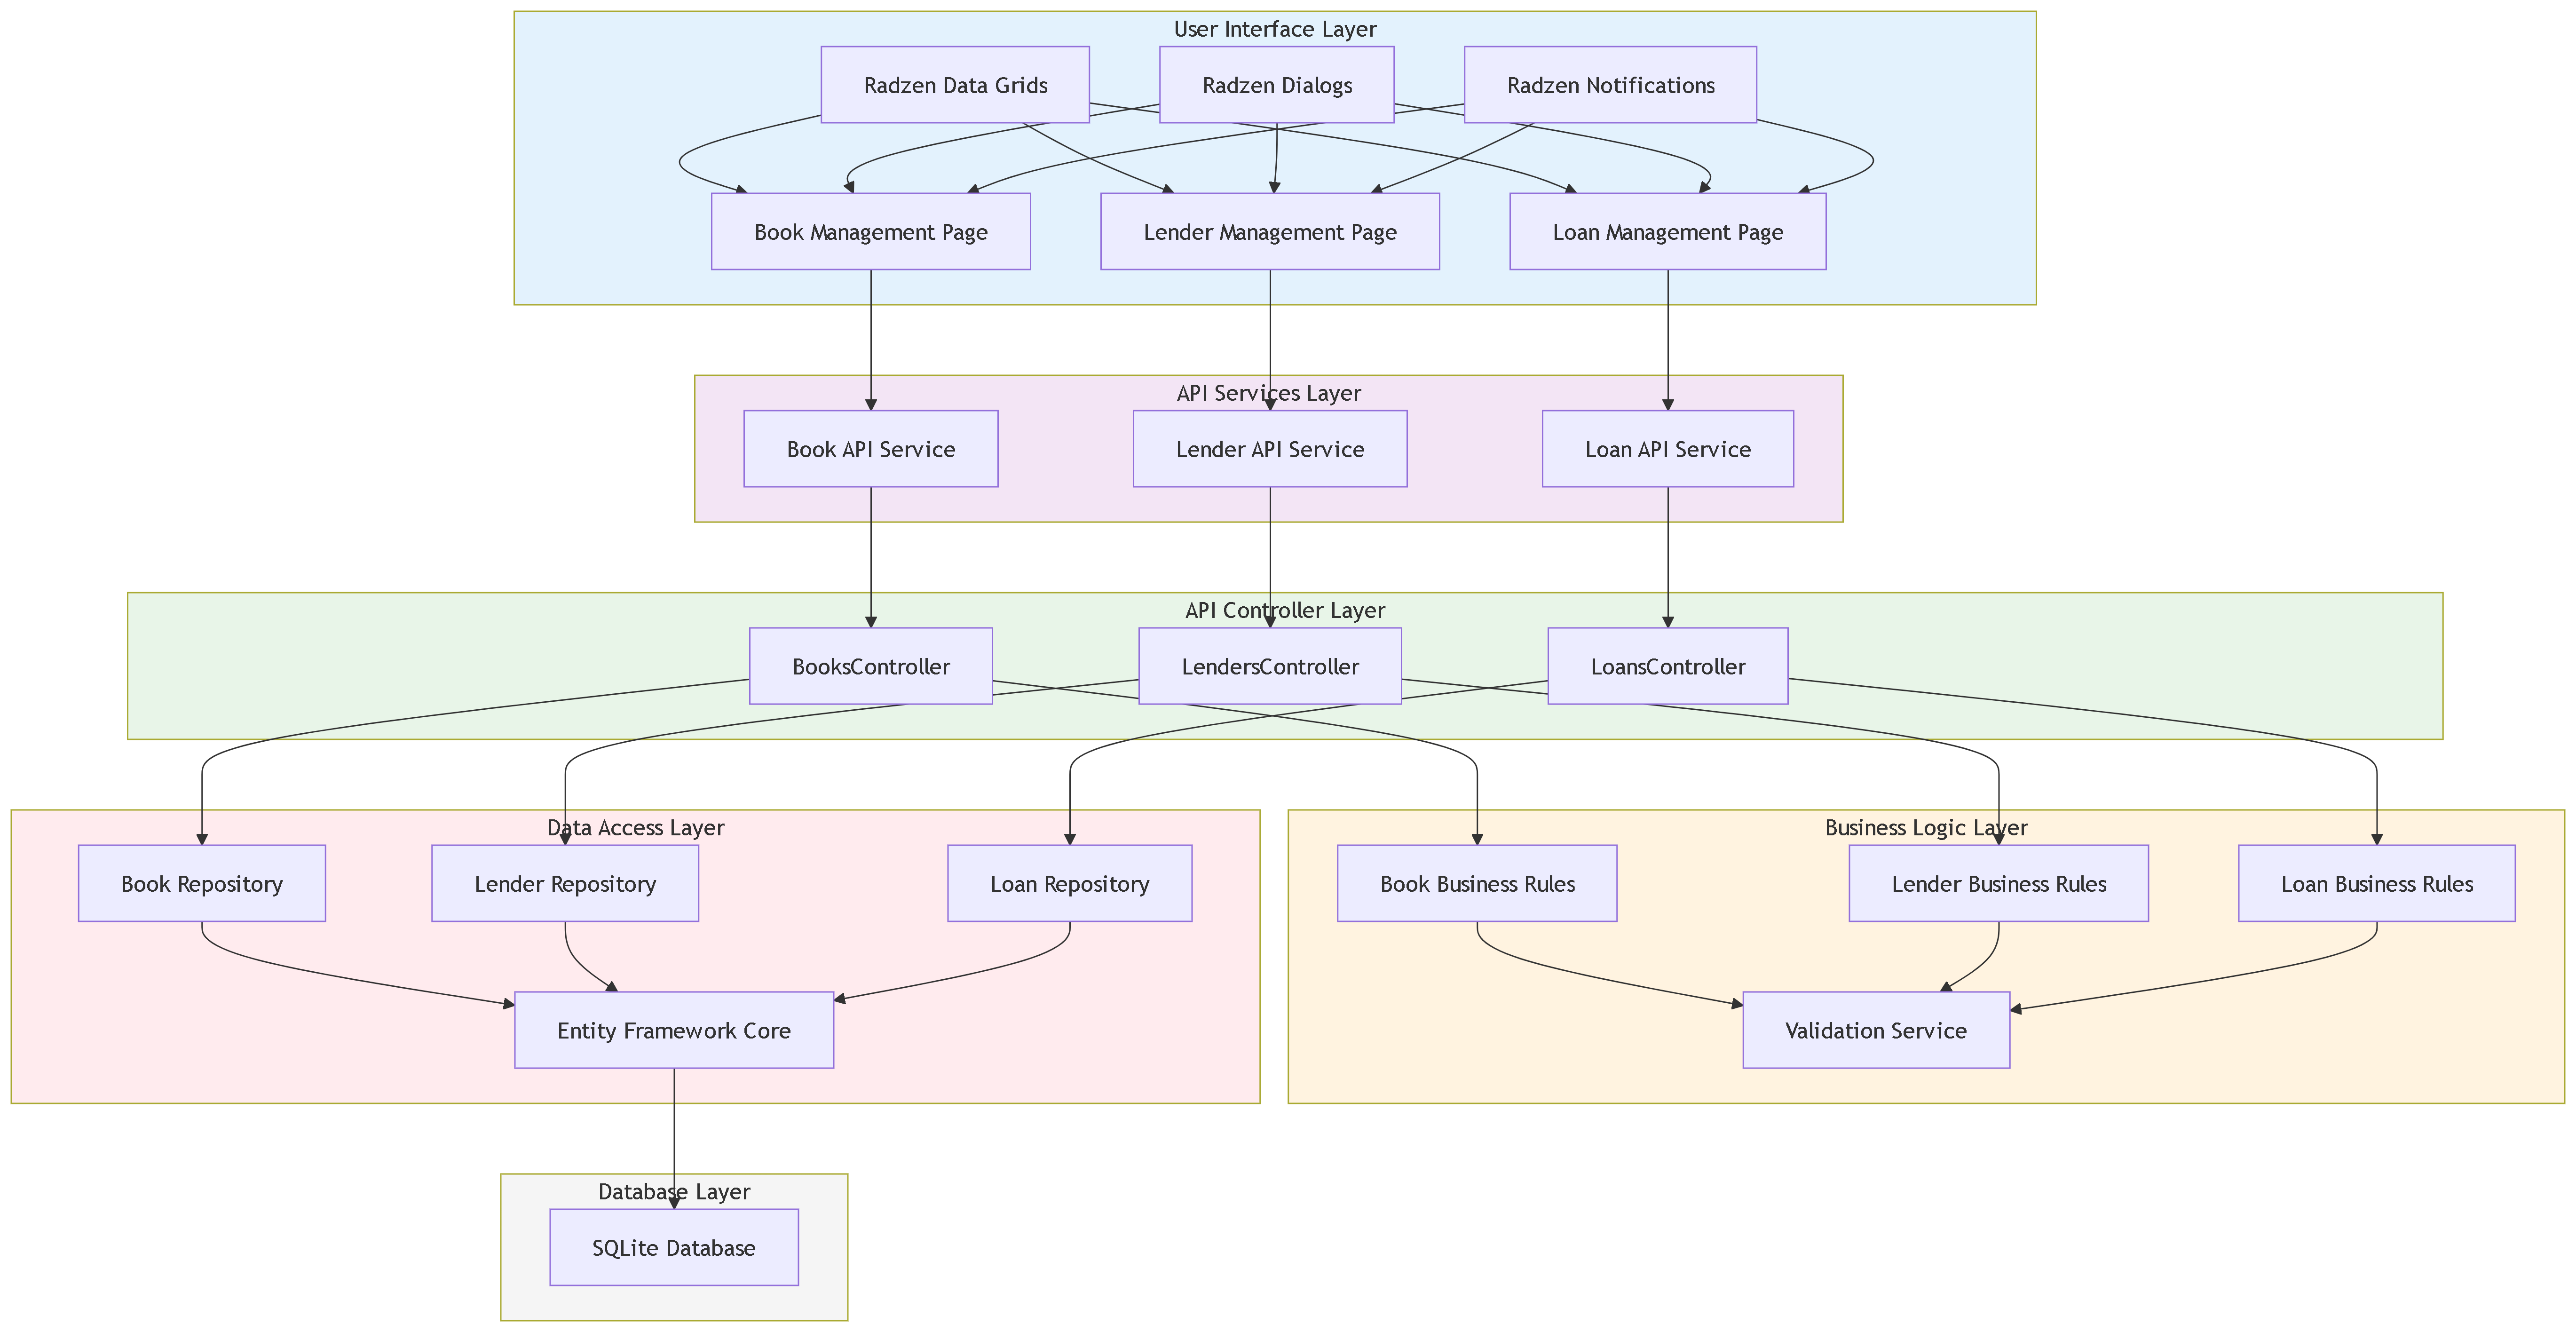 User Interface Layer
Radzen Data Grids
Radzen Dialogs
Radzen Notifications
Book Management Page
Lender Management Page
Loan Management Page
API Services Layer
Book API Service
Lender API Service
Loan API Service
API Controller Layer
BooksController
LendersController
LoansController
Data Access Layer
Book Repository
Lender Repository
Loan Repository
Entity Framework Core
Business Logic Layer
Book Business Rules
Lender Business Rules
Loan Business Rules
Validation Service
Database Layer
SQLite Database